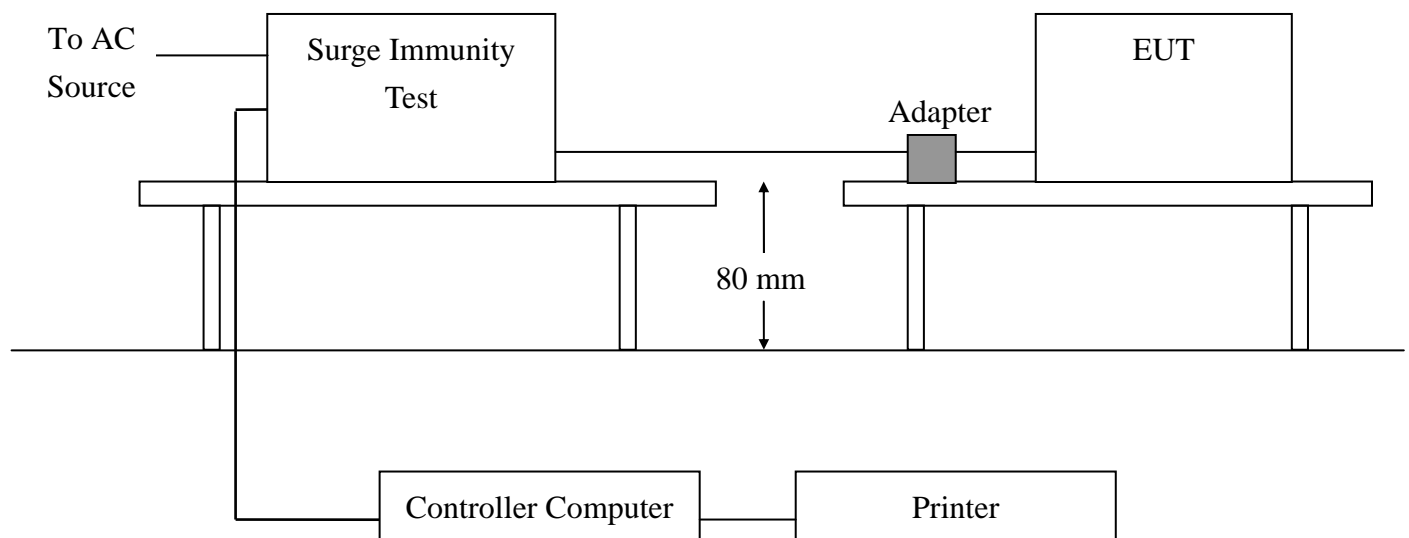 To AC
Source
Surge Immunity
Test
EUT
Adapter
80 mm
Controller Computer
Printer